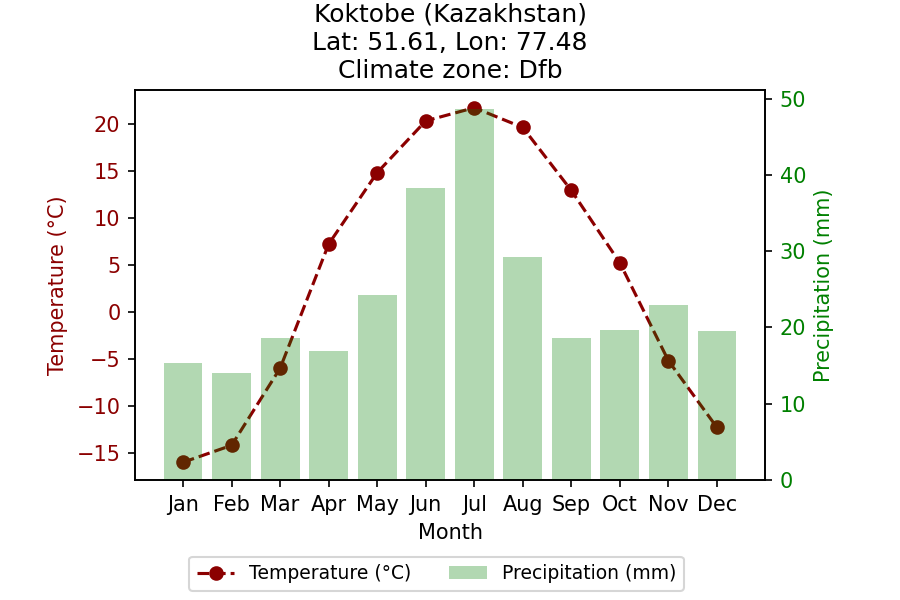 Koktobe (Kazakhstan)
Lat: 51.61, Lon: 77.48
Climate zone: Dfb
Temperature (°C)
20
15
10
5
0
−5
−10
−15
50
40
30
20
10
0
Precipitation (mm)
Jan Feb Mar Apr May Jun Jul Aug Sep Oct Nov Dec
Month
Temperature (°C) Precipitation (mm)